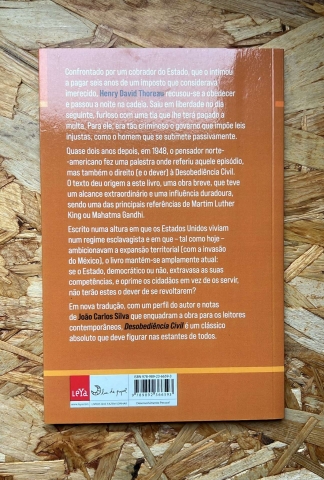 Confrontado por um cobrador do Estado, que o intimou
a pagar seis anos de um imposto que considerava
imerecido, Henry David Thoreau recusou-se a obedecer
e passou a noite na cadeia. Saiu em liberdade no dia
seguinte, furioso com uma tia que lhe terá pagado a
multa. Para ele, era tão criminoso o governo que impõe leis
injustas, como o homem que se submete passivamente.
Quase dois anos depois, em 1948, o pensador norte-
-americano fez uma palestra onde referiu aquele episódio,
mas também o direito (e o dever) à Desobediência Civil.
O texto deu origem a este livro, uma obra breve, que teve
um alcance extraordinário e uma influência duradoura,
sendo uma das principais referências de Martim Luther
King ou Mahatma Gandhi.
Escrito numa altura em que os Estados Unidos viviam
num regime esclavagista e em que – tal como hoje –
ambicionavam a expansão territorial (com a invasão
do México), o livro mantém-se amplamente atual:
se o Estado, democrático ou não, extravasa as suas
competências, e oprime os cidadãos em vez de os servir,
não terão estes o dever de se revoltarem?
Em nova tradução, com um perfil do autor e notas
de João Carlos Silva que enquadram a obra para os leitores
contemporâneos, Desobediência Civil é um clássico
absoluto que deve figurar nas estantes de todos.
LEYA